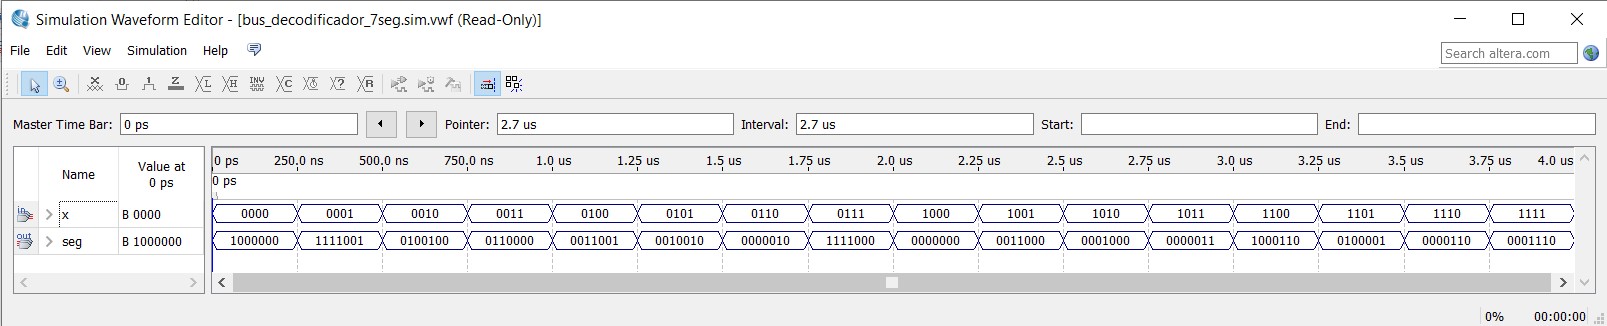 Simulation Waveform Editor - [bus_decodificador_7seg.sim.vwf (Read-Only)]
File Edit View Simulation Help
Search altera.com
Master Time Bar: 0 ps Pointer: 2.7 us Interval: 2.7 us Start: End:
Name Value at 0 ps
0 ps 250.0 ns 500.0 ns 750.0 ns 1.0 us 1.25 us 1.5 us 1.75 us 2.0 us 2.25 us 2.5 us 2.75 us 3.0 us 3.25 us 3.5 us 3.75 us 4.0 us
0 ps
in x B 0000 0000 0001 0010 0011 0100 0101 0110 0111 1000 1001 1010 1011 1100 1101 1110 1111
out seg B 1000000 1000000 1111001 0100100 0110000 0011001 0010010 0000010 1111000 0000000 0011000 0001000 0000011 1000110 0100001 0000110 0001110
0% 00:00:00